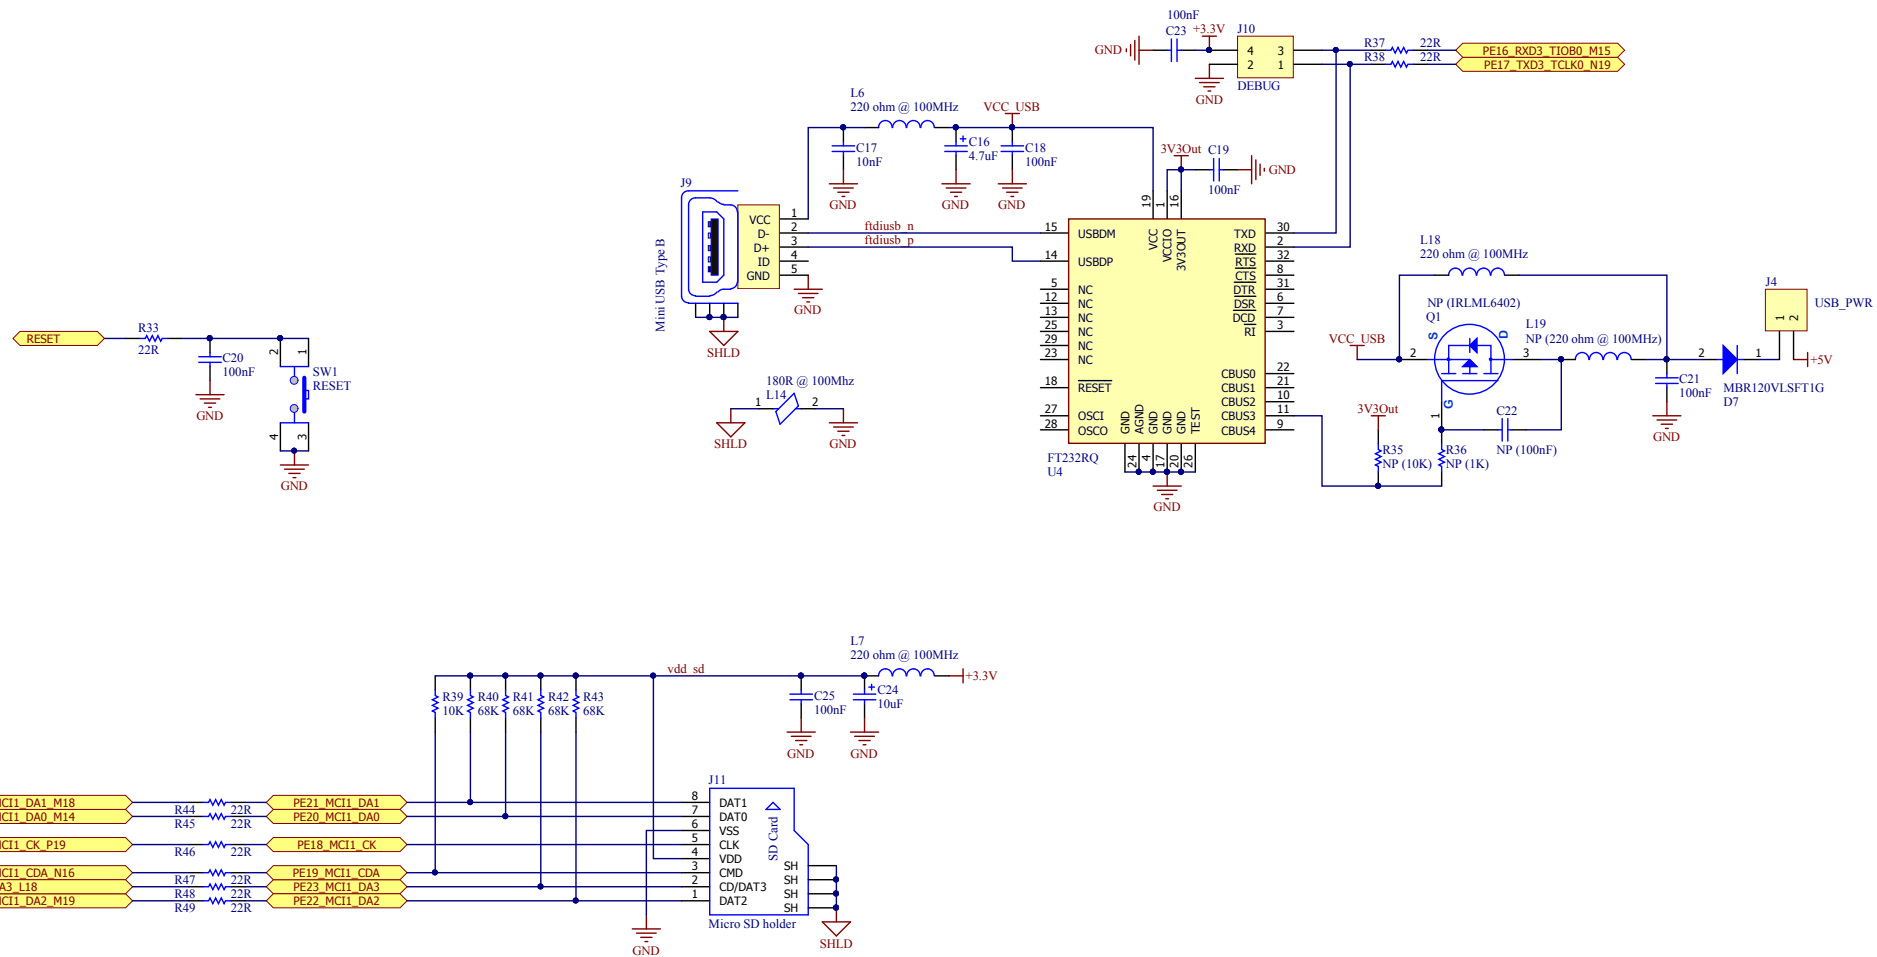 100nF
C23
+3.3V
J10
GND
4 3
2 1
DEBUG
GND
R37 22R
R38 22R
PE16_RXD3_TIOB0_M15
PE17_TXD3_TCLK0_N19
L6
220 ohm @ 100MHz
VCC_USB
C17
10nF
GND
C16
4.7uF
GND
C18
100nF
GND
3V3Out
C19
100nF
GND
J9
Mini USB Type B
VCC 1
D- 2
D+ 3
ID 4
GND 5
GND
SHLD
ftdiusb_n
ftdiusb_p
19 1 16
VCC
VCCIO
3V3OUT
15 USBDM
14 USBDP
5 NC
12 NC
13 NC
25 NC
29 NC
23 NC
18 RESET
27 OSCI
28 OSCO
TXD 30
RXD 2
RTS 32
CTS 8
DTR 31
DSR 6
DCD 7
RI 3
CBUS0 22
CBUS1 21
CBUS2 10
CBUS3 11
CBUS4 9
GND AGND GND GND GND TEST
24 4 17 20 26
FT232RQ
U4
GND
L18
220 ohm @ 100MHz
NP (IRLML6402)
Q1
VCC_USB
2 S
D 3
G 1
L19
NP (220 ohm @ 100MHz)
C22
NP (100nF)
3V3Out
R35
NP (10K)
R36
NP (1K)
C21
100nF
GND
2 1
MBR120VLSFT1G
D7
J4
USB_PWR
1 2
+5V
RESET
R33
22R
C20
100nF
GND
2 1
SW1
RESET
4 3
GND
180R @ 100Mhz
L14
1 2
SHLD
GND
L7
220 ohm @ 100MHz
+3.3V
vdd_sd
R39
10K
R40
68K
R41
68K
R42
68K
R43
68K
C25
100nF
GND
C24
10uF
GND
MCI1_DA1_M18
R44 22R
PE21_MCI1_DA1
MCI1_DA0_M14
R45 22R
PE20_MCI1_DA0
MCI1_CK_P19
R46 22R
PE18_MCI1_CK
MCI1_CDA_N16
R47 22R
PE19_MCI1_CDA
A3_L18
R48 22R
PE23_MCI1_DA3
MCI1_DA2_M19
R49 22R
PE22_MCI1_DA2
J11
8 DAT1
7 DAT0
6 VSS
5 CLK
4 VDD
3 CMD
2 CD/DAT3
1 DAT2
SD Card
SH
SH
SH
SH
Micro SD holder
GND
SHLD